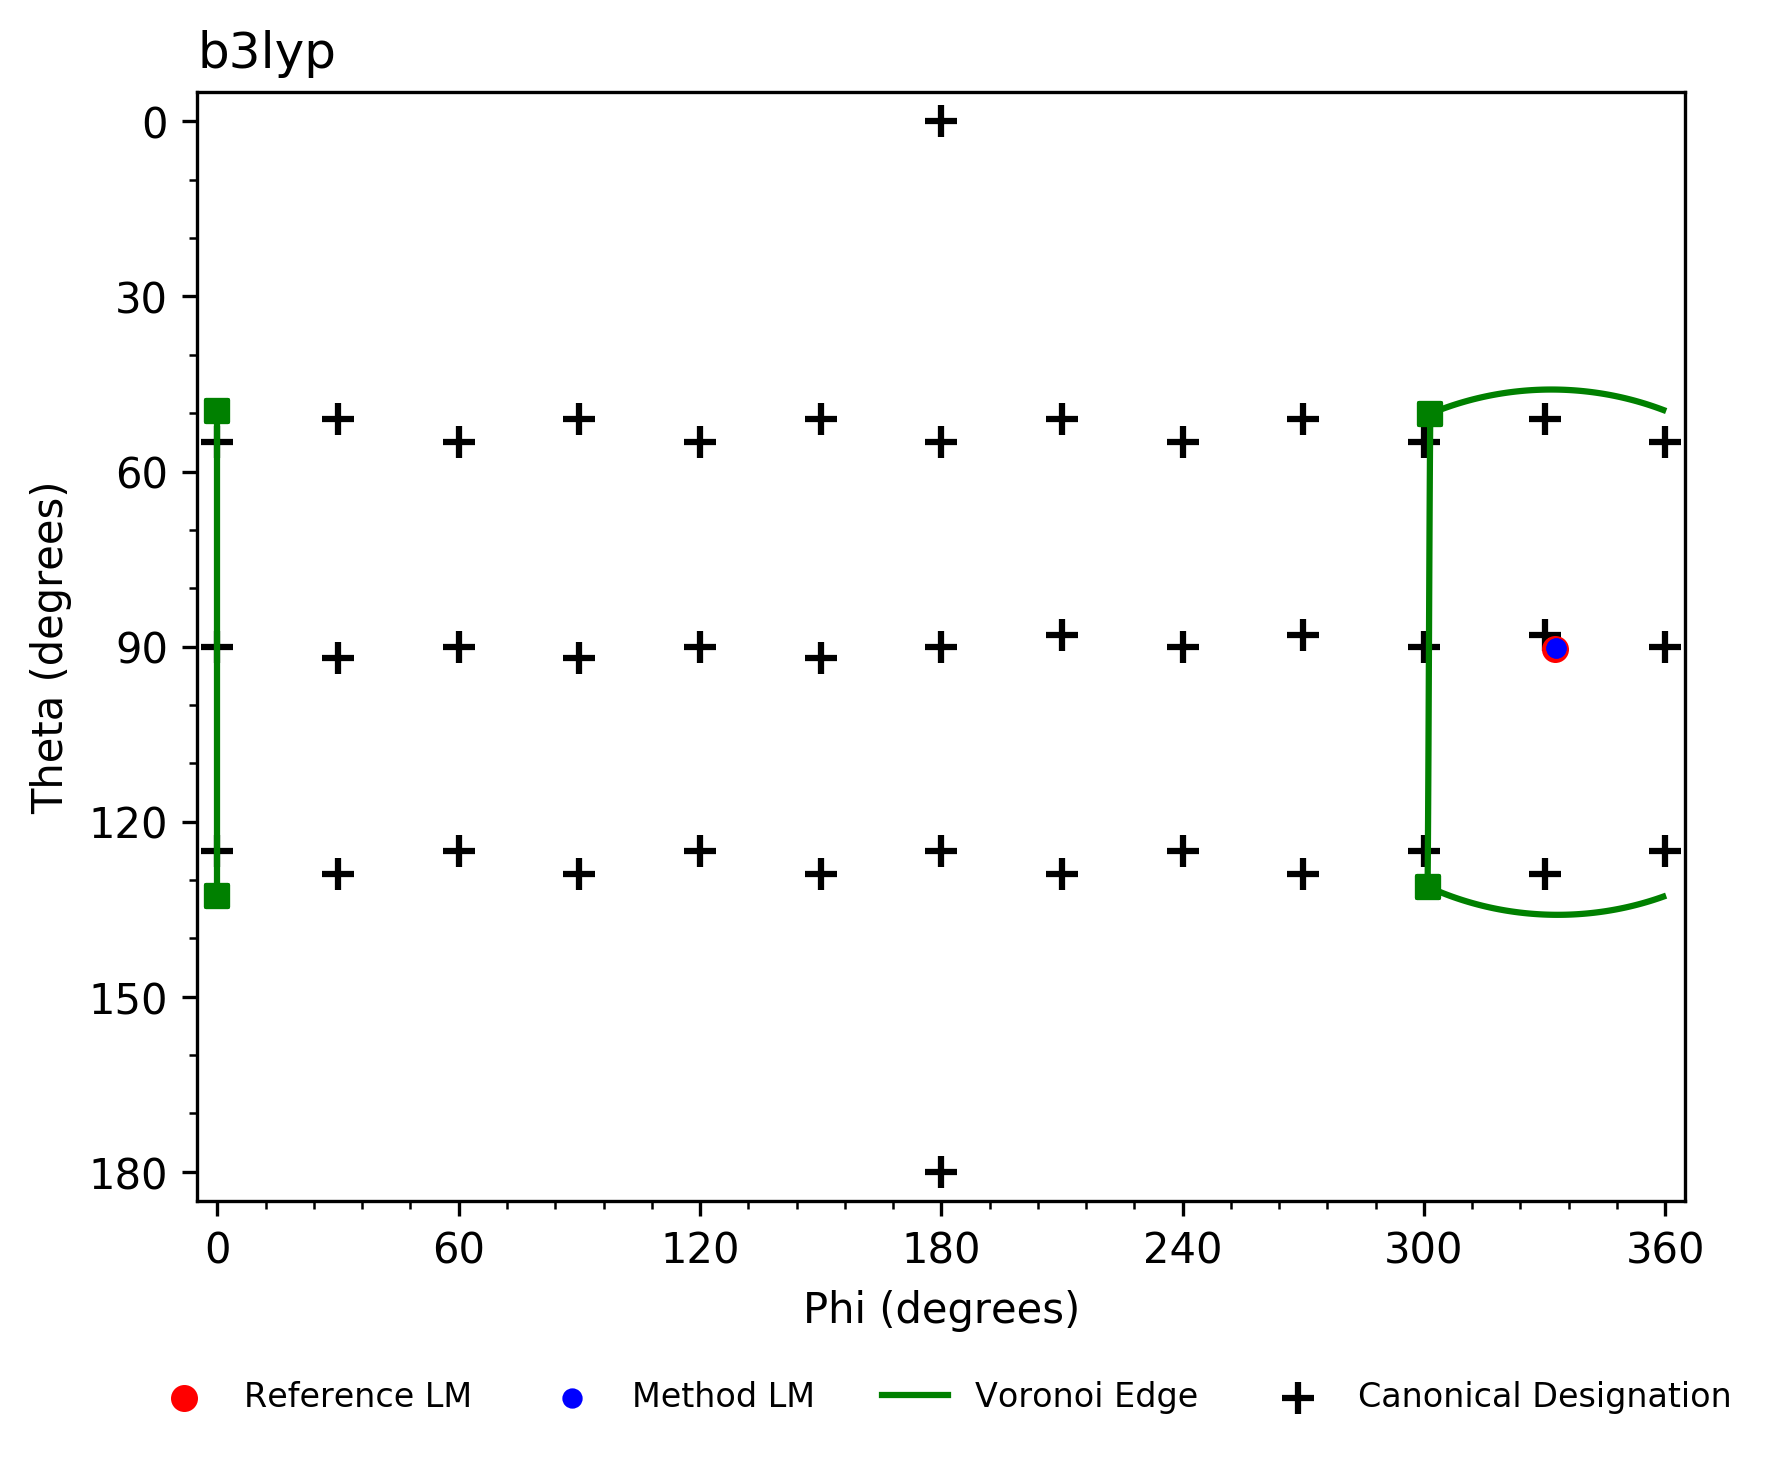 b3lyp
0
30
60
90
120
150
180
Theta (degrees)
0 60 120 180 240 300 360
Phi (degrees)
Reference LM Method LM Voronoi Edge Canonical Designation